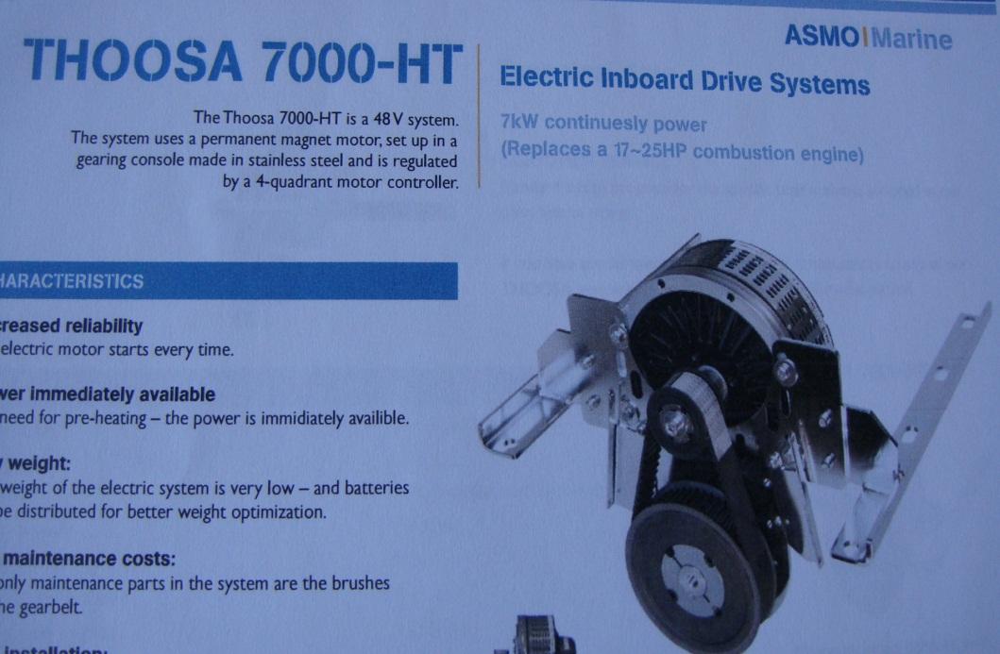 ASMO|Marine
THOOSA 7000-HT
The Thoosa 7000-HT is a 48V system.
The system uses a permanent magnet motor, set up in a
gearing console made in stainless steel and is regulated
by a 4-quadrant motor controller.
Electric Inboard Drive Systems
7kW continuesly power
(Replaces a 17~25HP combustion engine)
HARACTERISTICS
creased reliability
electric motor starts every time.
wer immediately available
need for pre-heating – the power is immidiately availible.
w weight:
weight of the electric system is very low – and batteries
be distributed for better weight optimization.
maintenance costs:
only maintenance parts in the system are the brushes
he gearbelt.
installation: